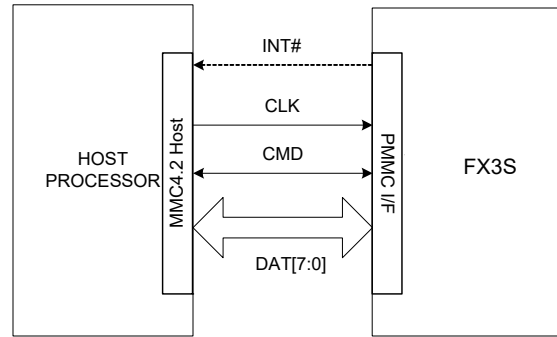 INT#
CLK
CMD
HOST
PROCESSOR
MMC4.2 Host
PMMC I/F
FX3S
DAT[7:0]